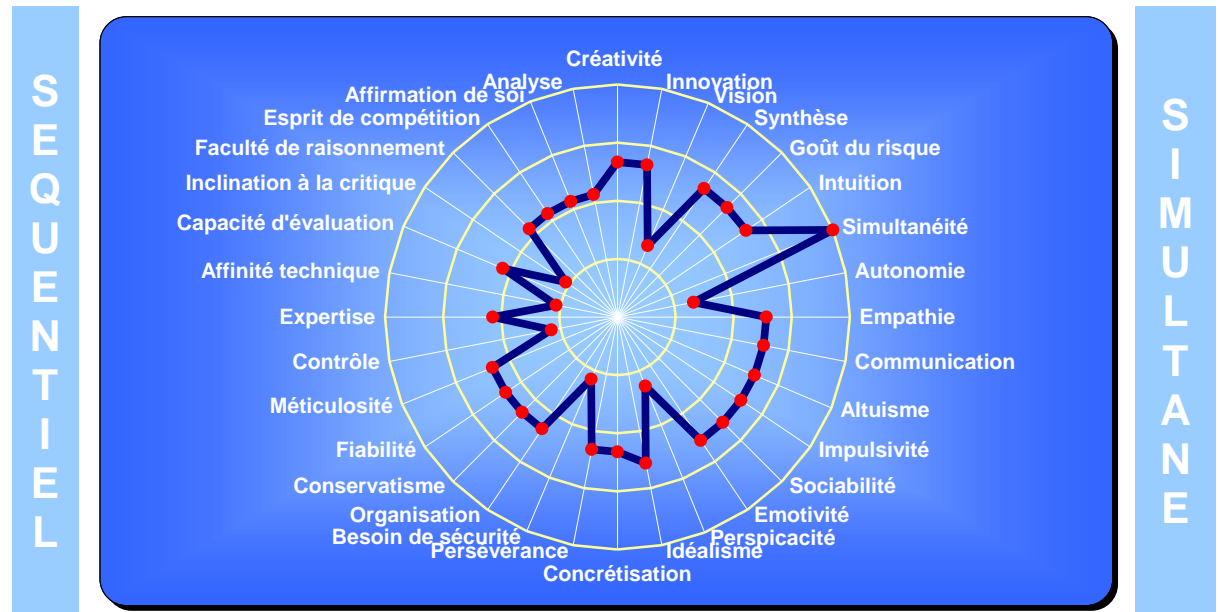 SEQUENTIEL
Créativité
Innovation
Vision
Synthèse
Goût du risque
Intuition
Simultanéité
Autonomie
Empathie
Communication
Altuisme
Impulsivité
Sociabilité
Emotivité
Perspicacité
Idéalisme
Concrétisation
Persévérance
Besoin de sécurité
Organisation
Conservatisme
Fiabilité
Méticulosité
Contrôle
Expertise
Affinité technique
Capacité d'évaluation
Inclination à la critique
Faculté de raisonnement
Esprit de compétition
Affirmation de soi
Analyse
SIMULTANE